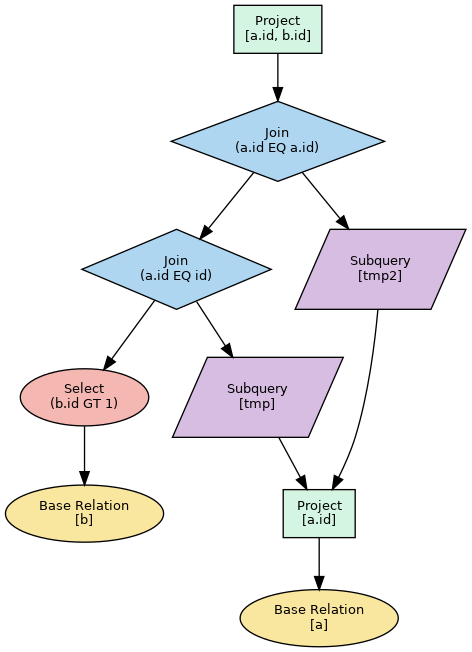 Project
[a.id, b.id]
Join
(a.id EQ a.id)
Join
(a.id EQ id)
Subquery
[tmp2]
Select
(b.id GT 1)
Subquery
[tmp]
Base Relation
[b]
Project
[a.id]
Base Relation
[a]